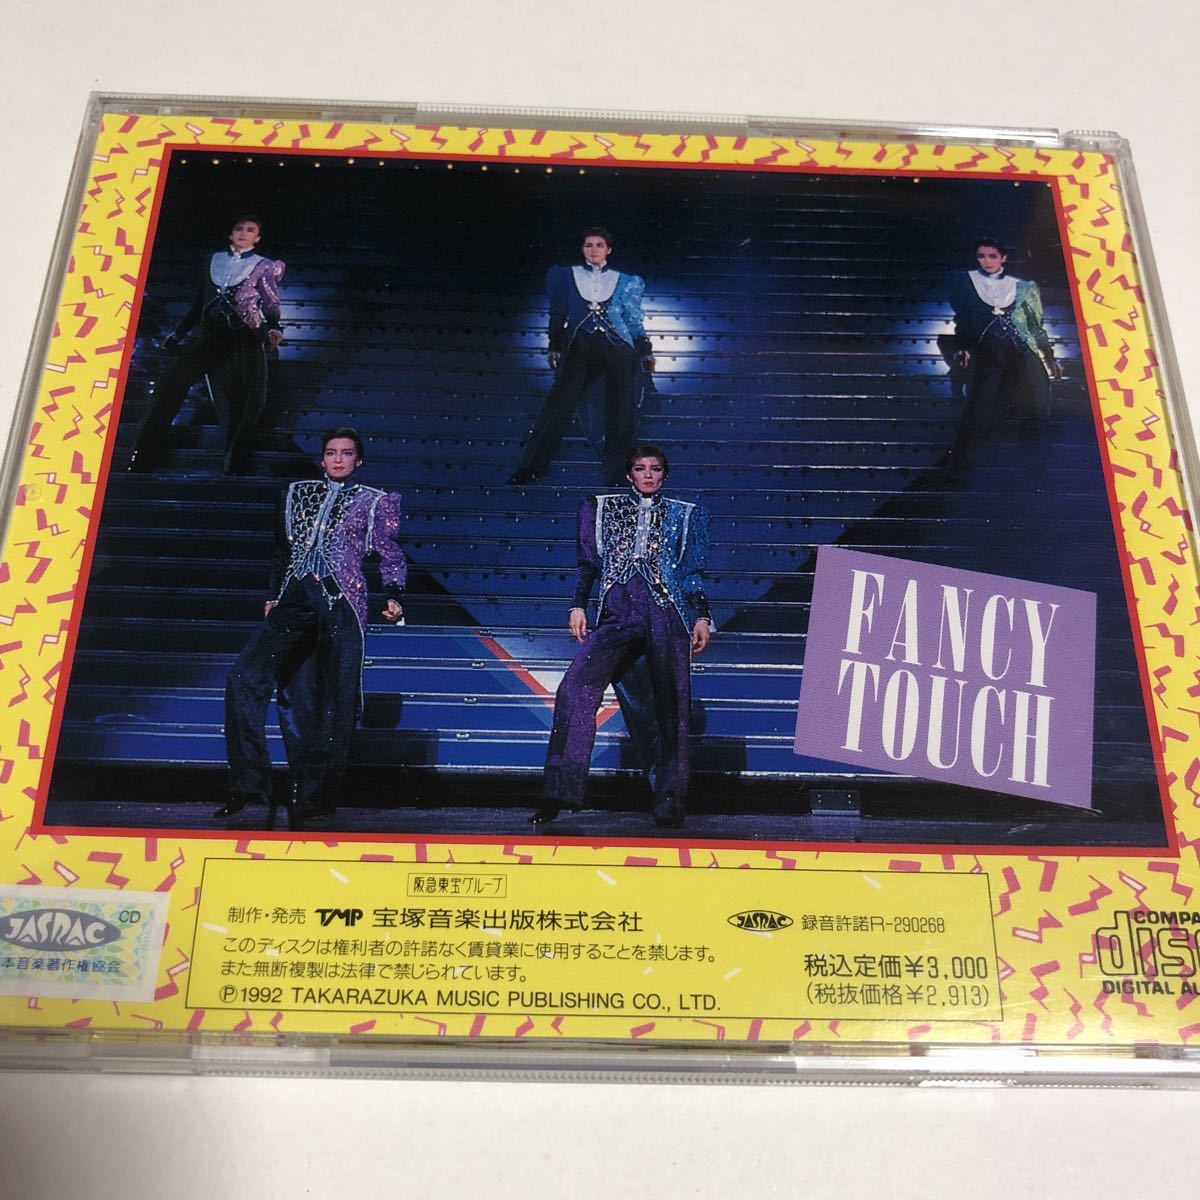 FANCY
TOUCH
阪急東宝グループ
制作・発売 TMP 宝塚音楽出版株式会社
このディスクは権利者の許諾なく賃貸業に使用することを禁じます。
また無断複製は法律で禁じられています。
Ⓟ1992 TAKARAZUKA MUSIC PUBLISHING CO., LTD.
JASRAC 録音許諾R-290268
税込定価¥3,000
(税抜価格¥2,913)
JASRAC CD
本音楽著作権協会
COMPA
disc
DIGITAL AU